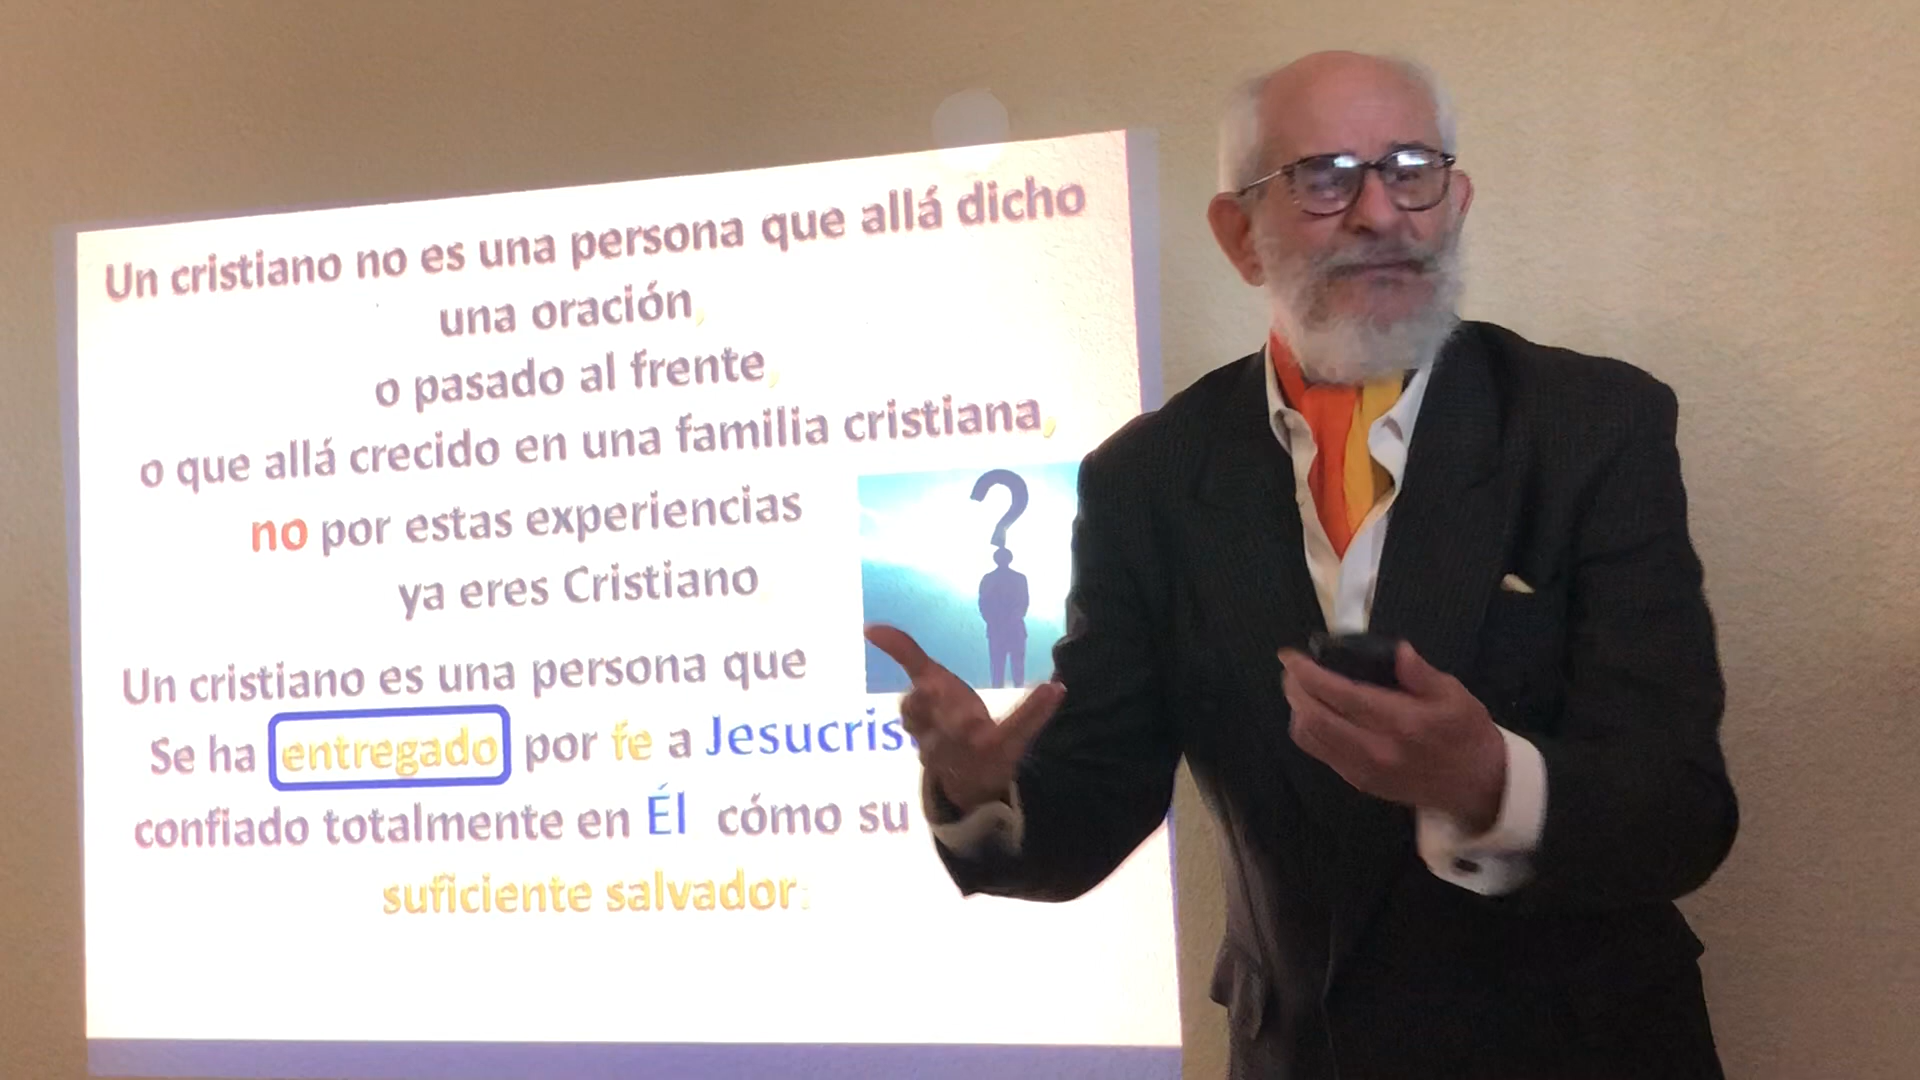 Un cristiano no es una persona que allá dicho
una oración,
o pasado al frente,
o que allá crecido en una familia cristiana,
no por estas experiencias
ya eres Cristiano
Un cristiano es una persona que
Se ha entregado por fe a
confiado totalmente en Él cómo su
suficiente salvador.
?